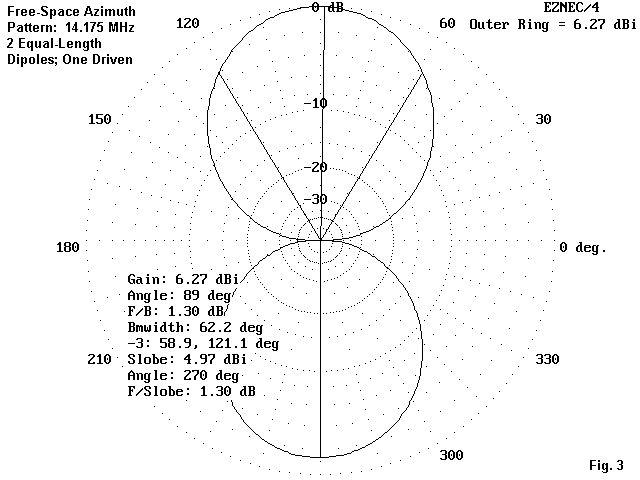 Free-Space Azimuth
Pattern: 14.175 MHz
2 Equal-Length
Dipoles; One Driven
EZNEC/4
Outer Ring = 6.27 dBi
0 dB
120
60
-10
150
30
-20
-30
180
0 deg.
Gain: 6.27 dBi
Angle: 89 deg
F/B: 1.30 dB
Bmwidth: 62.2 deg
-3: 58.9, 121.1 deg
Slobe: 4.97 dBi
Angle: 270 deg
F/Slobe: 1.30 dB
210
330
300
Fig. 3